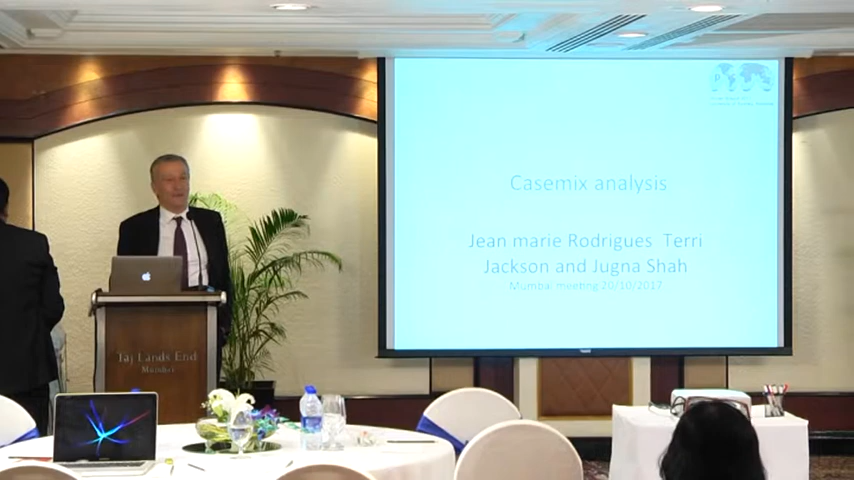 Casemix analysis
Jean marie Rodrigues Terri
Jackson and Jugna Shah
Mumbai meeting 20/10/2017
Taj Lands End
Mumbai